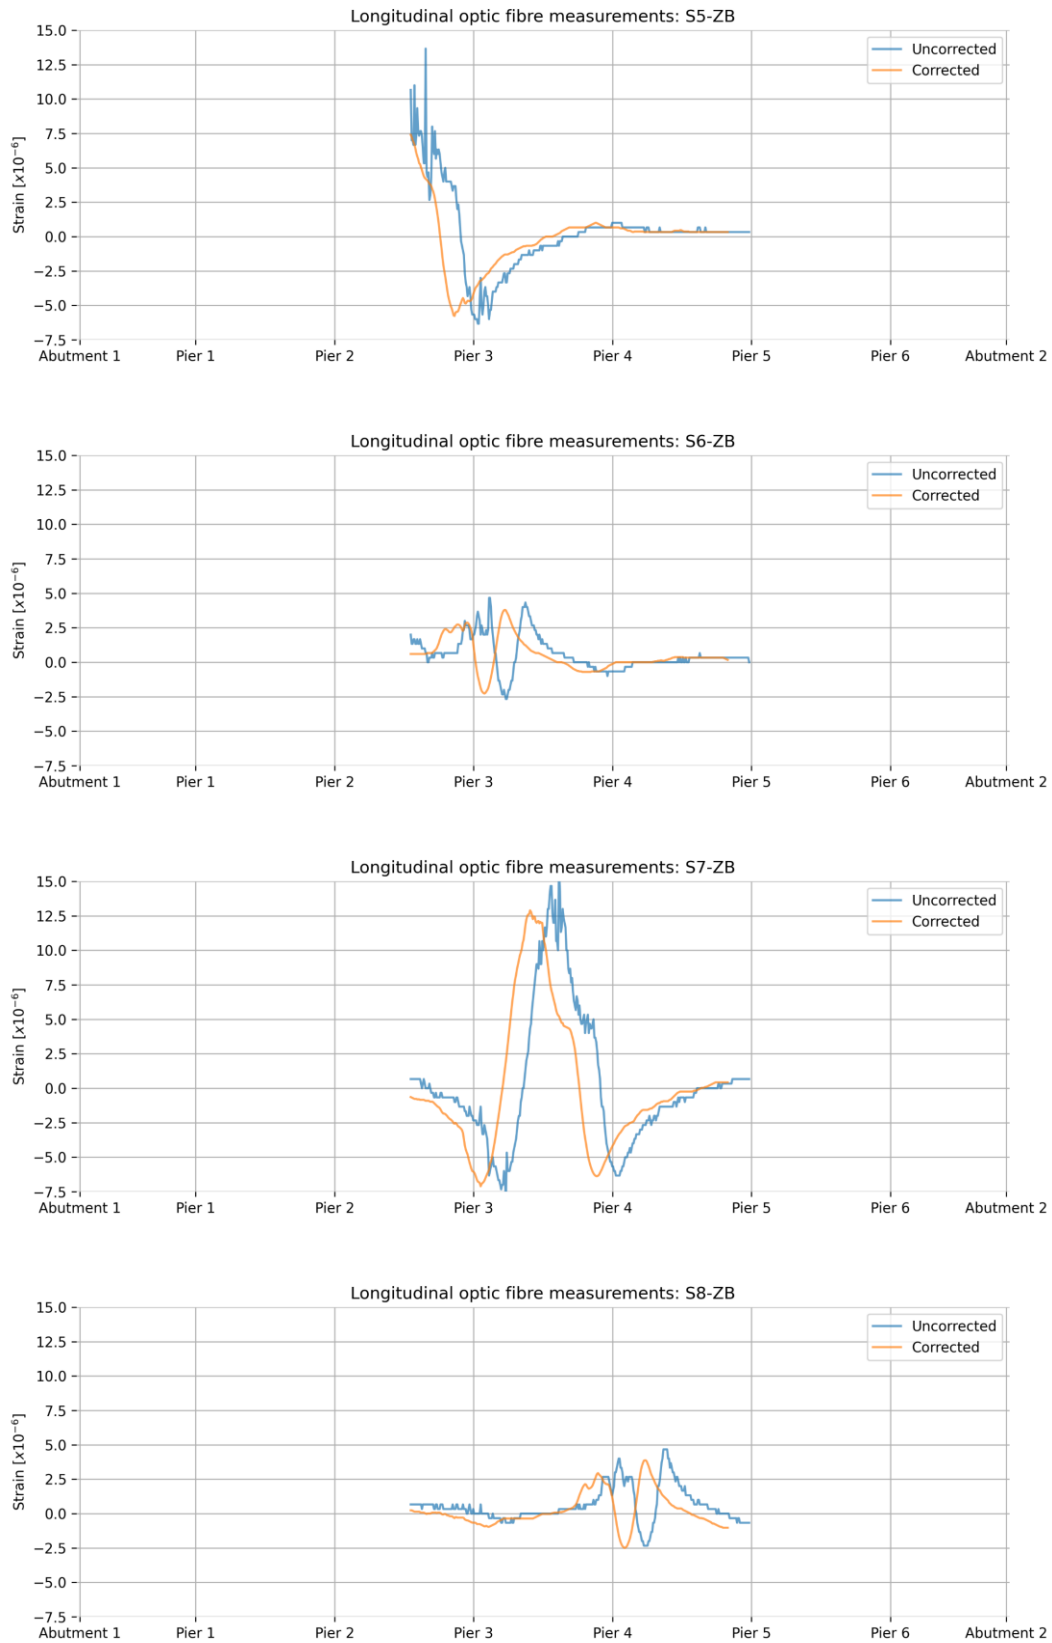 Longitudinal optic fibre measurements: S5-ZB
15.0
12.5
10.0
7.5
5.0
2.5
0.0
−2.5
−5.0
−7.5
Strain [x10⁻⁶]
Uncorrected
Corrected
Abutment 1 Pier 1 Pier 2 Pier 3 Pier 4 Pier 5 Pier 6 Abutment 2
Longitudinal optic fibre measurements: S6-ZB
15.0
12.5
10.0
7.5
5.0
2.5
0.0
−2.5
−5.0
−7.5
Strain [x10⁻⁶]
Uncorrected
Corrected
Abutment 1 Pier 1 Pier 2 Pier 3 Pier 4 Pier 5 Pier 6 Abutment 2
Longitudinal optic fibre measurements: S7-ZB
15.0
12.5
10.0
7.5
5.0
2.5
0.0
−2.5
−5.0
−7.5
Strain [x10⁻⁶]
Uncorrected
Corrected
Abutment 1 Pier 1 Pier 2 Pier 3 Pier 4 Pier 5 Pier 6 Abutment 2
Longitudinal optic fibre measurements: S8-ZB
15.0
12.5
10.0
7.5
5.0
2.5
0.0
−2.5
−5.0
−7.5
Strain [x10⁻⁶]
Uncorrected
Corrected
Abutment 1 Pier 1 Pier 2 Pier 3 Pier 4 Pier 5 Pier 6 Abutment 2